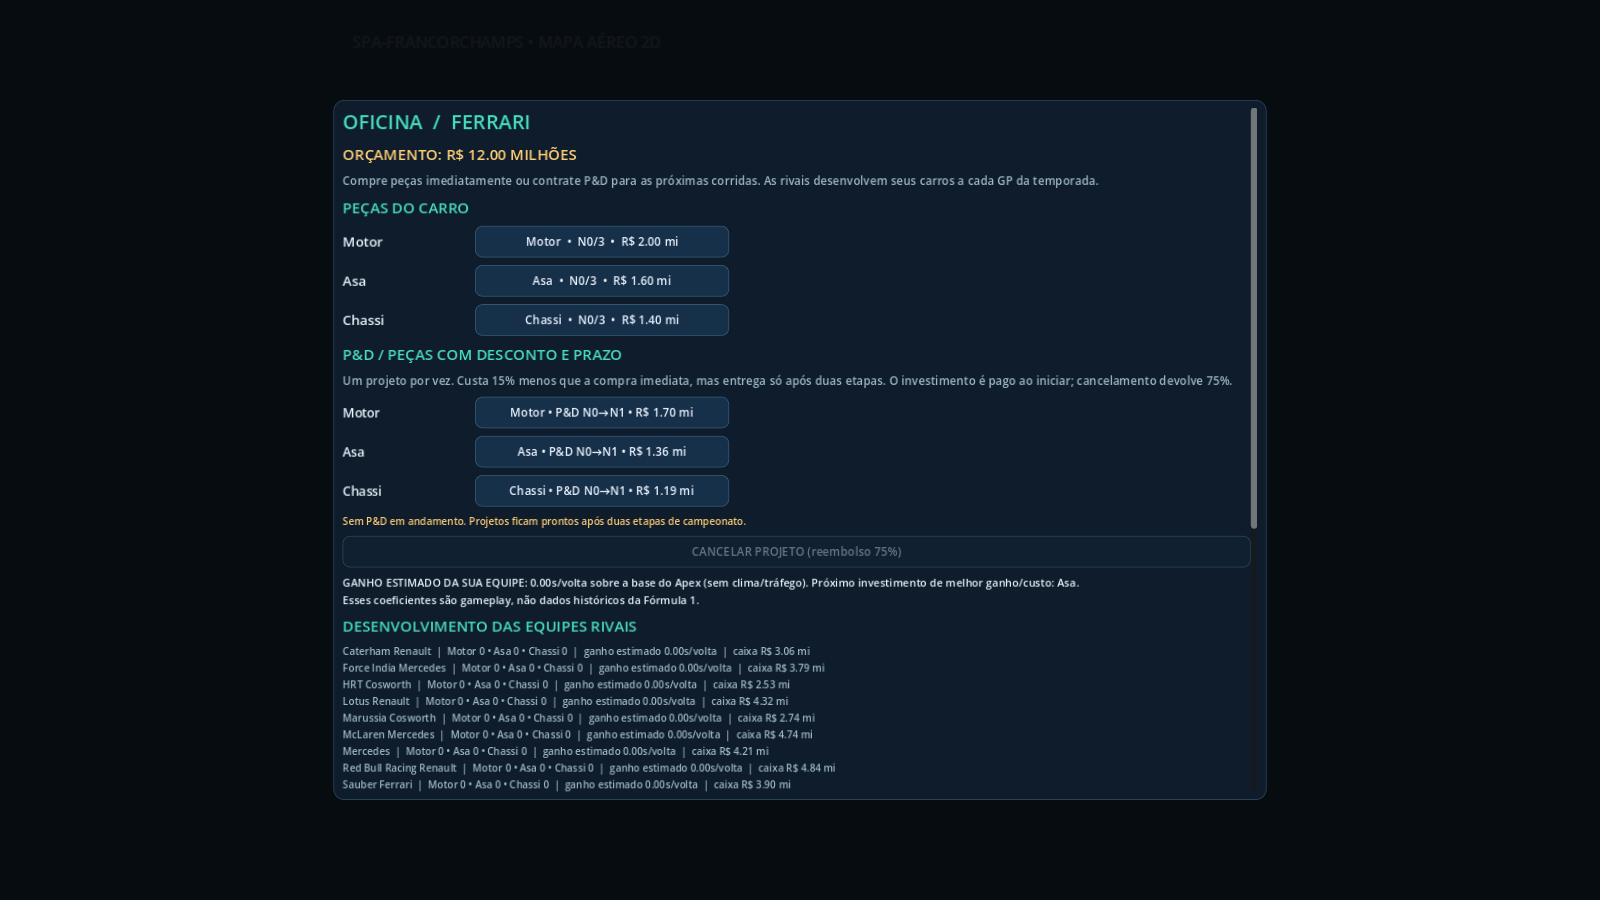 SPA-FRANCORCHAMPS • MAPA AÉREO 2D
OFICINA / FERRARI
ORÇAMENTO: R$ 12.00 MILHÕES
Compre peças imediatamente ou contrate P&D para as próximas corridas. As rivais desenvolvem seus carros a cada GP da temporada.
PEÇAS DO CARRO
Motor Motor • N0/3 • R$ 2.00 mi
Asa Asa • N0/3 • R$ 1.60 mi
Chassi Chassi • N0/3 • R$ 1.40 mi
P&D / PEÇAS COM DESCONTO E PRAZO
Um projeto por vez. Custa 15% menos que a compra imediata, mas entrega só após duas etapas. O investimento é pago ao iniciar; cancelamento devolve 75%.
Motor Motor • P&D N0→N1 • R$ 1.70 mi
Asa Asa • P&D N0→N1 • R$ 1.36 mi
Chassi Chassi • P&D N0→N1 • R$ 1.19 mi
Sem P&D em andamento. Projetos ficam prontos após duas etapas de campeonato.
CANCELAR PROJETO (reembolso 75%)
GANHO ESTIMADO DA SUA EQUIPE: 0.00s/volta sobre a base do Apex (sem clima/tráfego). Próximo investimento de melhor ganho/custo: Asa.
Esses coeficientes são gameplay, não dados históricos da Fórmula 1.
DESENVOLVIMENTO DAS EQUIPES RIVAIS
Caterham Renault | Motor 0 • Asa 0 • Chassi 0 | ganho estimado 0.00s/volta | caixa R$ 3.06 mi
Force India Mercedes | Motor 0 • Asa 0 • Chassi 0 | ganho estimado 0.00s/volta | caixa R$ 3.79 mi
HRT Cosworth | Motor 0 • Asa 0 • Chassi 0 | ganho estimado 0.00s/volta | caixa R$ 2.53 mi
Lotus Renault | Motor 0 • Asa 0 • Chassi 0 | ganho estimado 0.00s/volta | caixa R$ 4.32 mi
Marussia Cosworth | Motor 0 • Asa 0 • Chassi 0 | ganho estimado 0.00s/volta | caixa R$ 2.74 mi
McLaren Mercedes | Motor 0 • Asa 0 • Chassi 0 | ganho estimado 0.00s/volta | caixa R$ 4.74 mi
Mercedes | Motor 0 • Asa 0 • Chassi 0 | ganho estimado 0.00s/volta | caixa R$ 4.21 mi
Red Bull Racing Renault | Motor 0 • Asa 0 • Chassi 0 | ganho estimado 0.00s/volta | caixa R$ 4.84 mi
Sauber Ferrari | Motor 0 • Asa 0 • Chassi 0 | ganho estimado 0.00s/volta | caixa R$ 3.90 mi